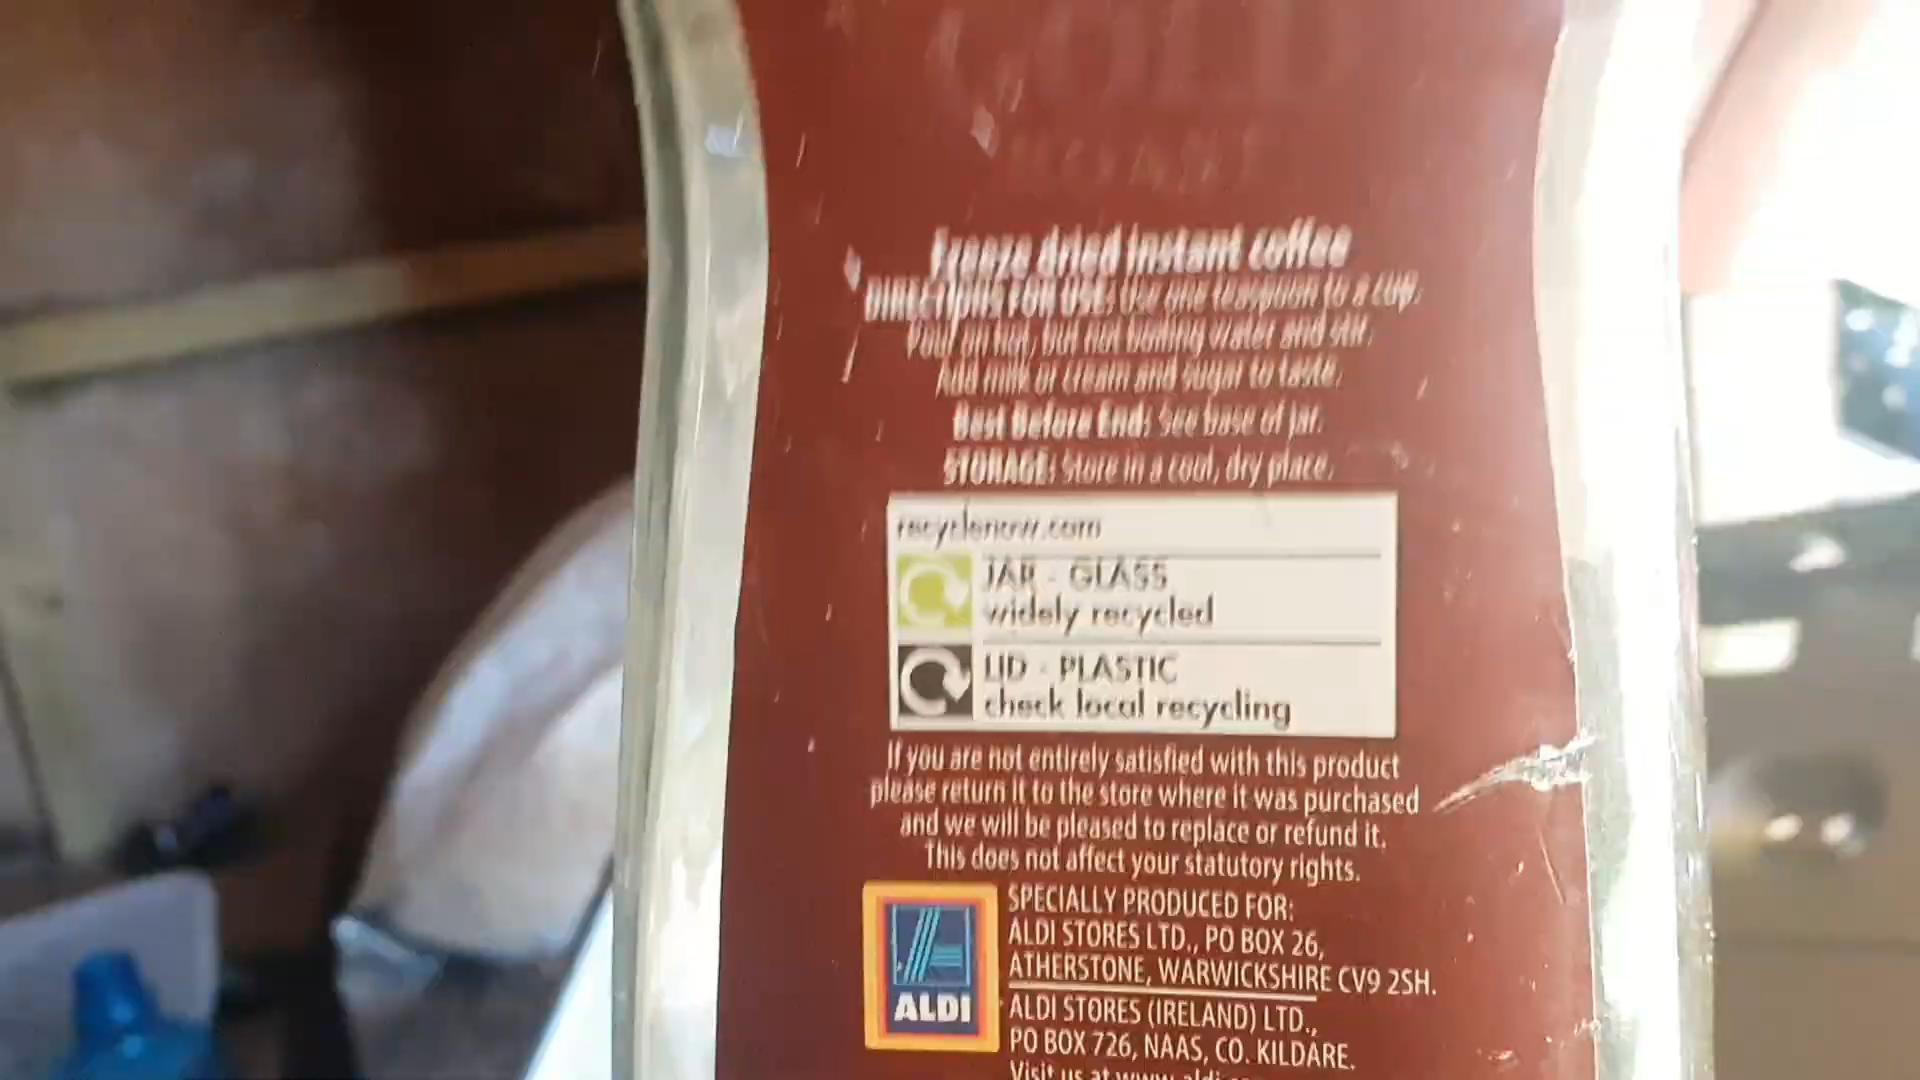 Freeze dried instant coffee
DIRECTIONS FOR USE: Use one teaspoon to a cup.
Pour on hot, but not boiling water and stir.
Add milk or cream and sugar to taste.
Best Before End: See base of jar.
STORAGE: Store in a cool, dry place.
recyclenow.com
JAR - GLASS
widely recycled
LID - PLASTIC
check local recycling
If you are not entirely satisfied with this product
please return it to the store where it was purchased
and we will be pleased to replace or refund it.
This does not affect your statutory rights.
ALDI
SPECIALLY PRODUCED FOR:
ALDI STORES LTD., PO BOX 26,
ATHERSTONE, WARWICKSHIRE CV9 2SH.
ALDI STORES (IRELAND) LTD.,
PO BOX 726, NAAS, CO. KILDARE.
Visit us at